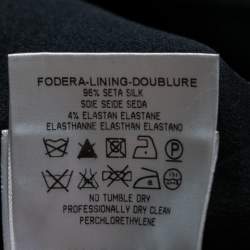 FODERA-LINING-DOUBLURE
96% SETA SILK
SOIE SEIDE SEDA
4% ELASTAN ELASTANE
ELASTHANNE ELASTHAN ELASTANO
P
NO TUMBLE DRY
PROFESSIONALLY DRY CLEAN
PERCHLORETHYLENE